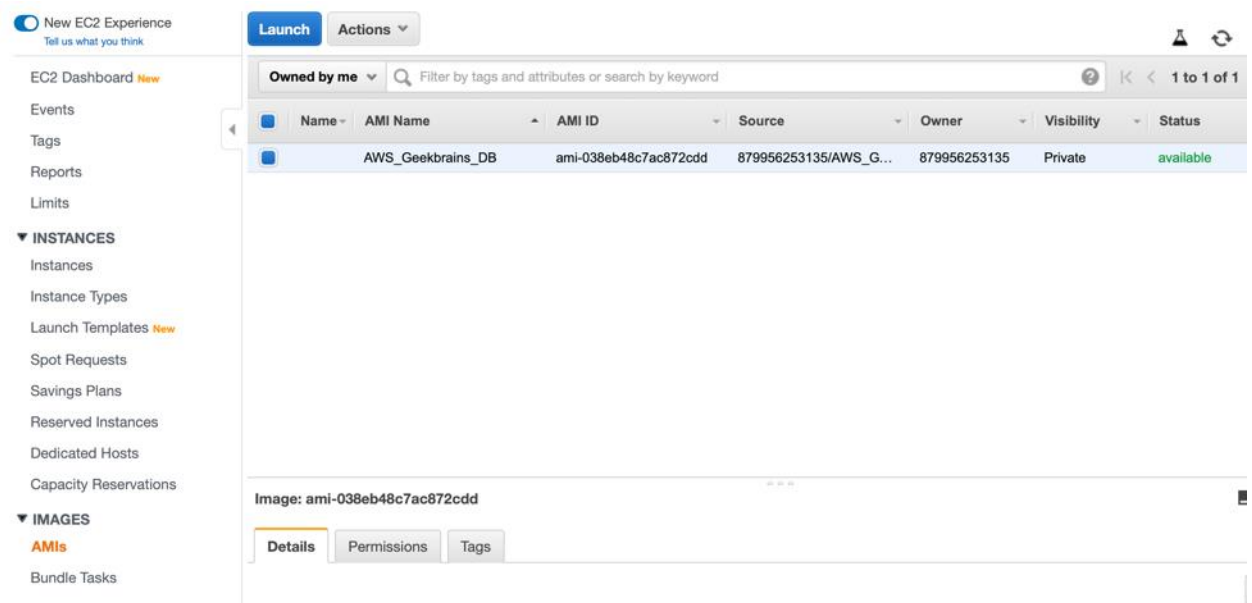 New EC2 Experience
Tell us what you think
EC2 Dashboard New
Events
Tags
Reports
Limits
INSTANCES
Instances
Instance Types
Launch Templates New
Spot Requests
Savings Plans
Reserved Instances
Dedicated Hosts
Capacity Reservations
IMAGES
AMIs
Bundle Tasks
Launch Actions
Owned by me Filter by tags and attributes or search by keyword 1 to 1 of 1
Name AMI Name AMI ID Source Owner Visibility Status
AWS_Geekbrains_DB ami-038eb48c7ac872cdd 879956253135/AWS_G... 879956253135 Private available
Image: ami-038eb48c7ac872cdd
Details Permissions Tags